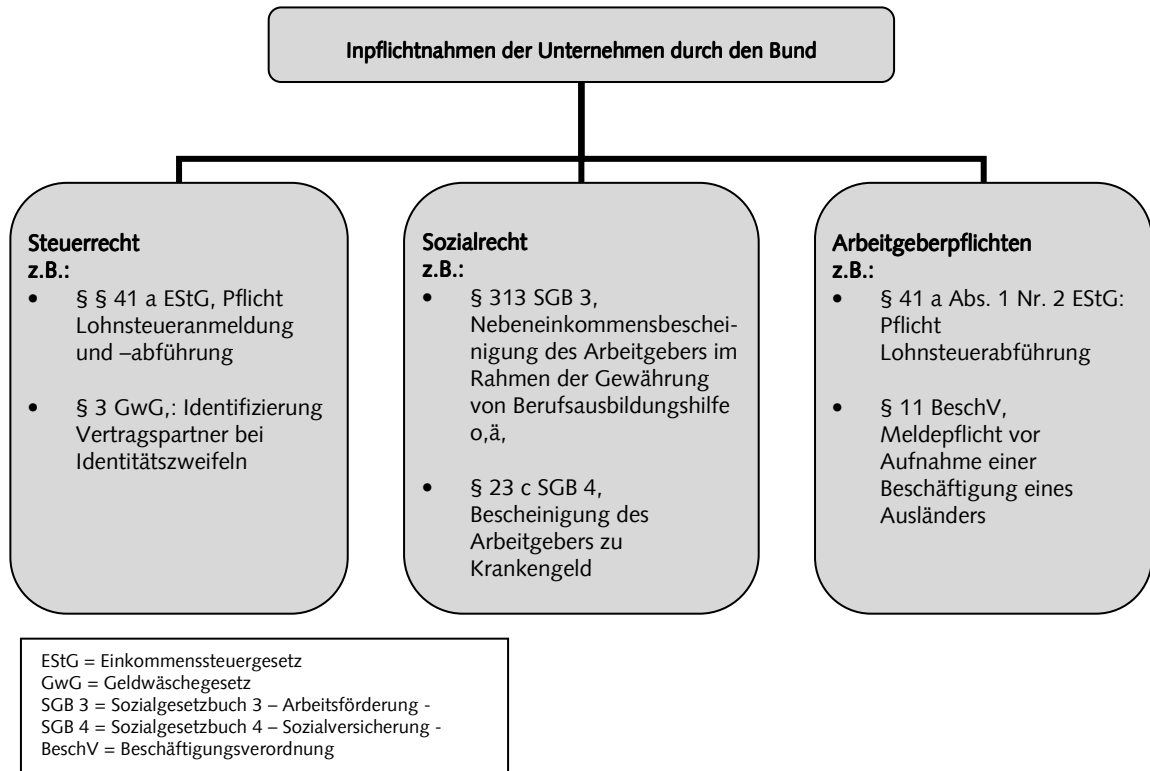 Inpflichtnahmen der Unternehmen durch den Bund
Steuerrecht
z.B.:
• § § 41 a EStG, Pflicht
Lohnsteueranmeldung
und –abführung
• § 3 GwG,: Identifizierung
Vertragspartner bei
Identitätszweifeln
Sozialrecht
z.B.:
• § 313 SGB 3,
Nebeneinkommensbeschei-
nigung des Arbeitgebers im
Rahmen der Gewährung
von Berufsausbildungshilfe
o,ä,
• § 23 c SGB 4,
Bescheinigung des
Arbeitgebers zu
Krankengeld
Arbeitgeberpflichten
z.B.:
• § 41 a Abs. 1 Nr. 2 EStG:
Pflicht
Lohnsteuerabführung
• § 11 BeschV,
Meldepflicht vor
Aufnahme einer
Beschäftigung eines
Ausländers
EStG = Einkommenssteuergesetz
GwG = Geldwäschegesetz
SGB 3 = Sozialgesetzbuch 3 – Arbeitsförderung -
SGB 4 = Sozialgesetzbuch 4 – Sozialversicherung -
BeschV = Beschäftigungsverordnung